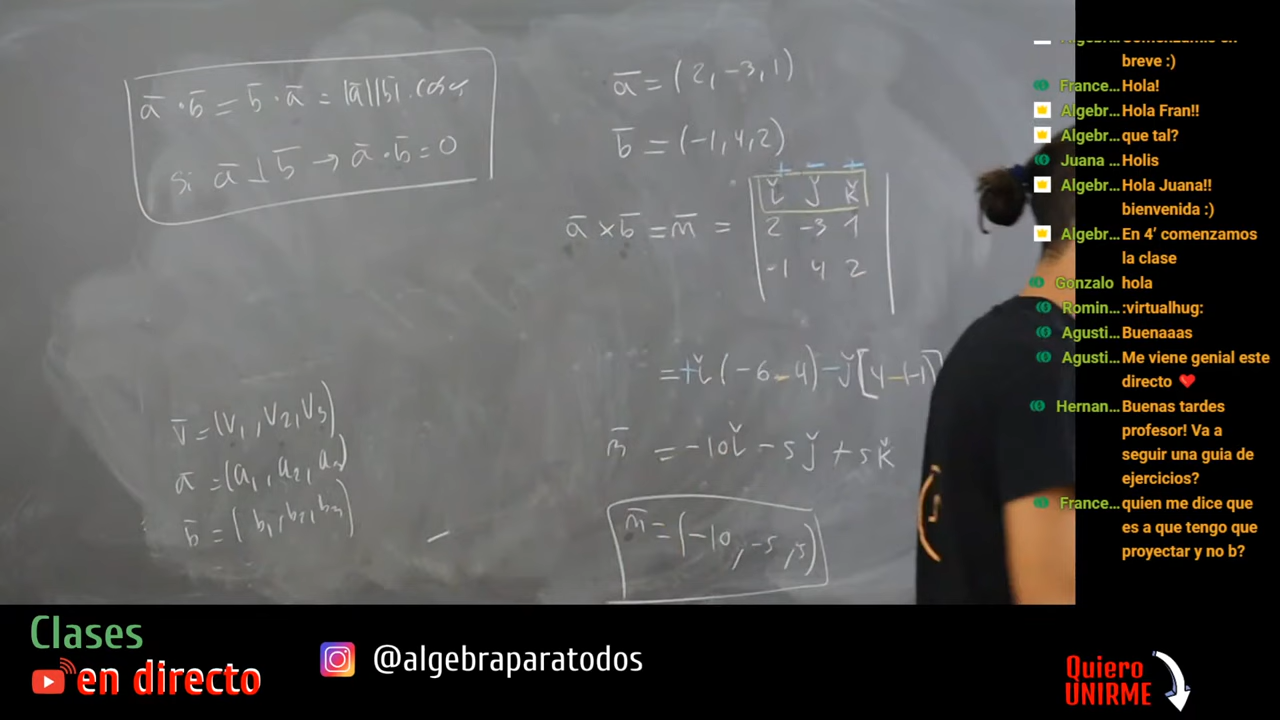 a̅ · b̅ = b̅ · a̅ = |a̅||b̅| . cos α
si a̅ ⊥ b̅ → a̅ · b̅ = 0
v̅ = (v₁, v₂, v₃)
a̅ = (a₁, a₂, a₃)
b̅ = (b₁, b₂, b₃)
a̅ = (2, -3, 1)
b̅ = (-1, 4, 2)
+ - +
a̅ × b̅ = m̅ = | ǐ ǰ ǩ |
2 -3 1
-1 4 2
= +ǐ (-6 - 4) - ǰ [4 - (-1)]
m̅ = -10ǐ - 5ǰ + 5ǩ
m̅ = (-10, -5, 5)
breve :)
France... Hola!
Algebr... Hola Fran!!
Algebr... que tal?
Juana ... Holis
Algebr... Hola Juana!!
bienvenida :)
Algebr... En 4' comenzamos
la clase
Gonzalo hola
Romin... :virtualhug:
Agusti... Buenaaas
Agusti... Me viene genial este
directo ❤
Hernan... Buenas tardes
profesor! Va a
seguir una guia de
ejercicios?
France... quien me dice que
es a que tengo que
proyectar y no b?
Clases
en directo
@algebraparatodos
Quiero
UNIRME